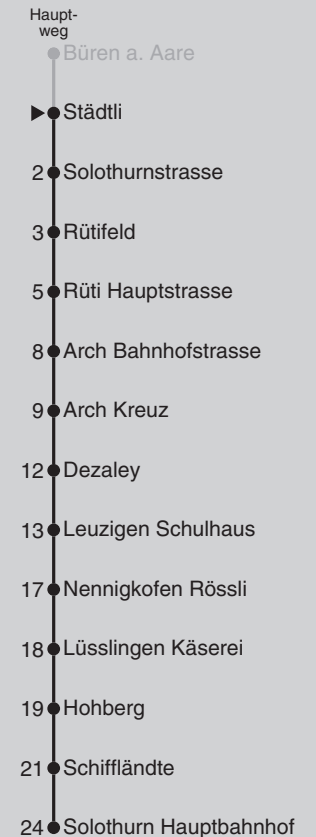 Haupt-
weg
Büren a. Aare
Städtli
2 Solothurnstrasse
3 Rütifeld
5 Rüti Hauptstrasse
8 Arch Bahnhofstrasse
9 Arch Kreuz
12 Dezaley
13 Leuzigen Schulhaus
17 Nennigkofen Rössli
18 Lüsslingen Käserei
19 Hohberg
21 Schiffländte
24 Solothurn Hauptbahnhof